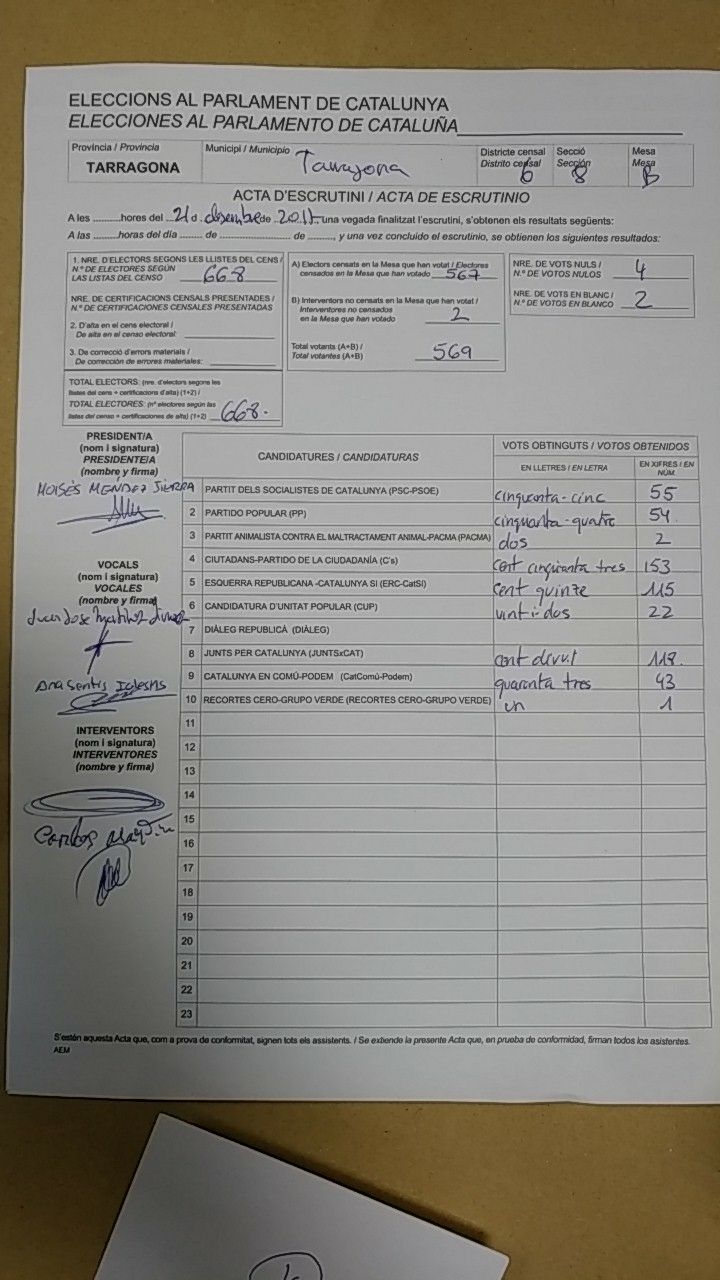 ELECCIONS AL PARLAMENT DE CATALUNYA
ELECCIONES AL PARLAMENTO DE CATALUÑA
Província / Provincia
TARRAGONA
Municipi / Municipio
Tarragona
Districte censal
Distrito censal
6
Secció
Sección
8
Mesa
Mesa
B
ACTA D'ESCRUTINI / ACTA DE ESCRUTINIO
A les ..........hores del 21 d. desembre de 2017, una vegada finalitzat l'escrutini, s'obtenen els resultats següents:
A las ..........horas del día ........ de .......................... de ........., y una vez concluido el escrutinio, se obtienen los siguientes resultados:
1. NRE. D'ELECTORS SEGONS LES LLISTES DEL CENS /
N.º DE ELECTORES SEGÚN
LAS LISTAS DEL CENSO 668
NRE. DE CERTIFICACIONS CENSALS PRESENTADES /
N.º DE CERTIFICACIONES CENSALES PRESENTADAS
2. D'alta en el cens electoral /
De alta en el censo electoral:
3. De correcció d'errors materials /
De corrección de errores materiales:
TOTAL ELECTORS: (nre. d'electors segons les
llistes del cens + certificacions d'alta) (1+2) /
TOTAL ELECTORES: (nº electores según las
listas del censo + certificaciones de alta) (1+2) 668.
A) Electors censats en la Mesa que han votat / Electores
censados en la Mesa que han votado 567
B) Interventors no censats en la Mesa que han votat /
Interventores no censados
en la Mesa que han votado 2
Total votants (A+B) /
Total votantes (A+B) 569
NRE. DE VOTS NULS /
N.º DE VOTOS NULOS 4
NRE. DE VOTS EN BLANC /
N.º DE VOTOS EN BLANCO 2
PRESIDENT/A
(nom i signatura)
PRESIDENTE/A
(nombre y firma)
MOISÉS MÉNDEZ SIERRA
VOCALS
(nom i signatura)
VOCALES
(nombre y firma)
Ana Sentis Iglesias
INTERVENTORS
(nom i signatura)
INTERVENTORES
(nombre y firma)
Carlos
CANDIDATURES / CANDIDATURAS
VOTS OBTINGUTS / VOTOS OBTENIDOS
EN LLETRES / EN LETRA
EN XIFRES / EN NÚM.
1 PARTIT DELS SOCIALISTES DE CATALUNYA (PSC-PSOE) cinquanta-cinc 55
2 PARTIDO POPULAR (PP) cinquanta-quatre 54.
3 PARTIT ANIMALISTA CONTRA EL MALTRACTAMENT ANIMAL-PACMA (PACMA) dos 2
4 CIUTADANS-PARTIDO DE LA CIUDADANÍA (C's) cent cinquanta tres 153
5 ESQUERRA REPUBLICANA -CATALUNYA SÍ (ERC-CatSí) cent quinze 115
6 CANDIDATURA D'UNITAT POPULAR (CUP) vint-i-dos 22
7 DIÀLEG REPUBLICÀ (DIÀLEG)
8 JUNTS PER CATALUNYA (JUNTSxCAT) cent divuit 118.
9 CATALUNYA EN COMÚ-PODEM (CatComú-Podem) quaranta tres 43
10 RECORTES CERO-GRUPO VERDE (RECORTES CERO-GRUPO VERDE) un 1
11
12
13
14
15
16
17
18
19
20
21
22
23
S'estén aquesta Acta que, com a prova de conformitat, signen tots els assistents. / Se extiende la presente Acta que, en prueba de conformidad, firman todos los asistentes.
AEM